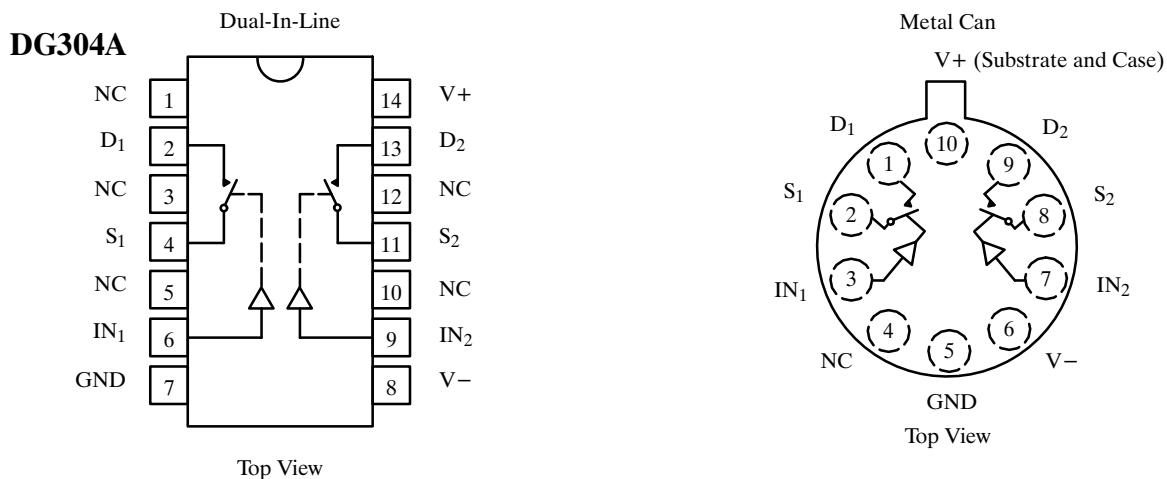 Dual-In-Line
DG304A
NC 1 14 V+
D1 2 13 D2
NC 3 12 NC
S1 4 11 S2
NC 5 10 NC
IN1 6 9 IN2
GND 7 8 V−
Top View
Metal Can
V+ (Substrate and Case)
D1 10 D2
1 9
S1 2 8 S2
IN1 3 7 IN2
4 5 6
NC V−
GND
Top View